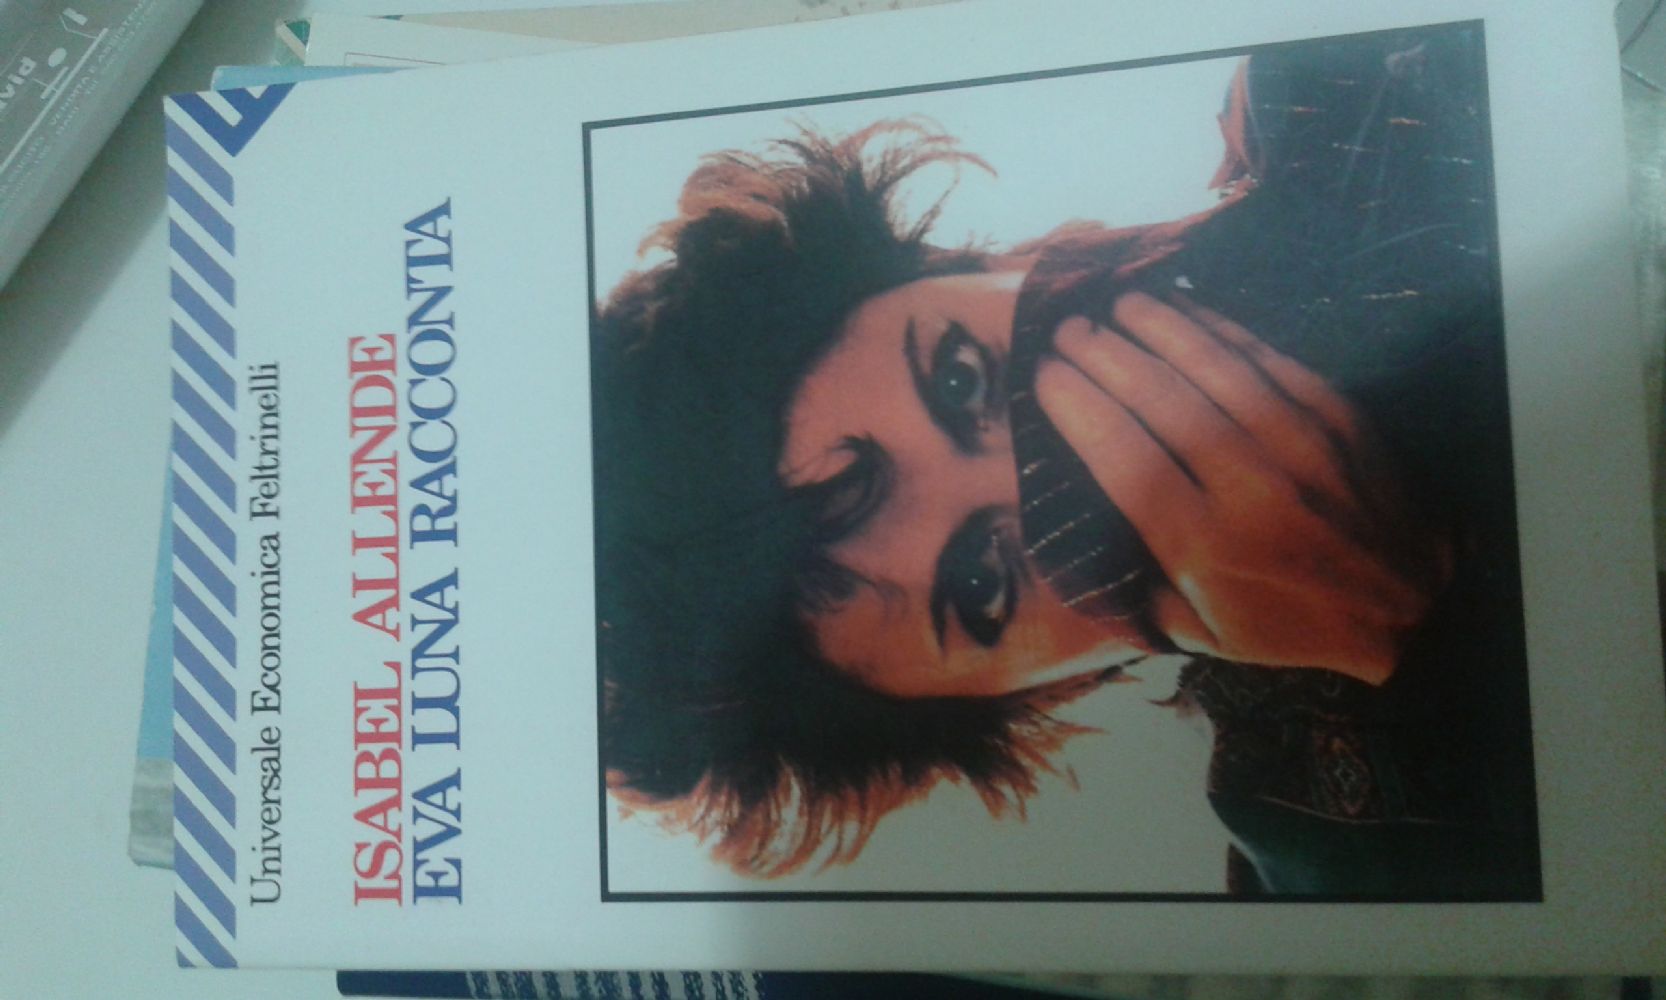 Universale Economica Feltrinelli
ISABEL ALLENDE
EVA LUNA RACCONTA